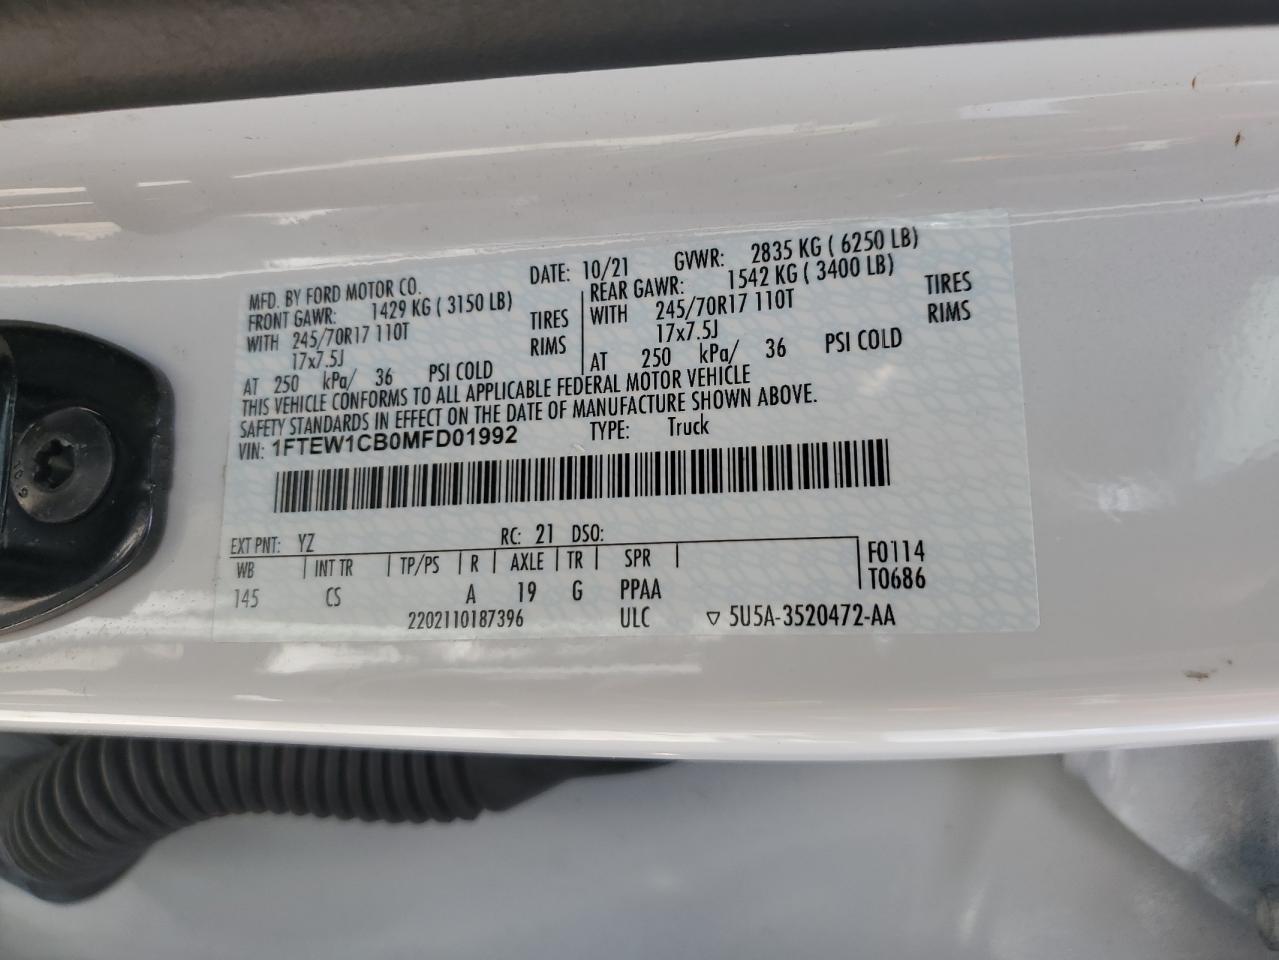 MFD. BY FORD MOTOR CO. DATE: 10/21 GVWR: 2835 KG ( 6250 LB)
FRONT GAWR: 1429 KG ( 3150 LB) REAR GAWR: 1542 KG ( 3400 LB)
WITH 245/70R17 110T TIRES WITH 245/70R17 110T TIRES
17x7.5J RIMS 17x7.5J RIMS
AT 250 kPa/ 36 PSI COLD AT 250 kPa/ 36 PSI COLD
THIS VEHICLE CONFORMS TO ALL APPLICABLE FEDERAL MOTOR VEHICLE
SAFETY STANDARDS IN EFFECT ON THE DATE OF MANUFACTURE SHOWN ABOVE.
VIN: 1FTEW1CB0MFD01992 TYPE: Truck
EXT PNT: YZ RC: 21 DSO:
WB INT TR TP/PS R AXLE TR SPR F0114
145 CS A 19 G PPAA T0686
2202110187396 ULC ▽ 5U5A-3520472-AA